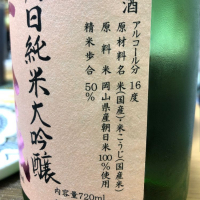 酒
アルコール分 16度
原材料名 米(国産)・米こうじ(国産米)
原料米 岡山県産朝日米100%使用
精米歩合 50%
日純米大吟醸
内容量720ml